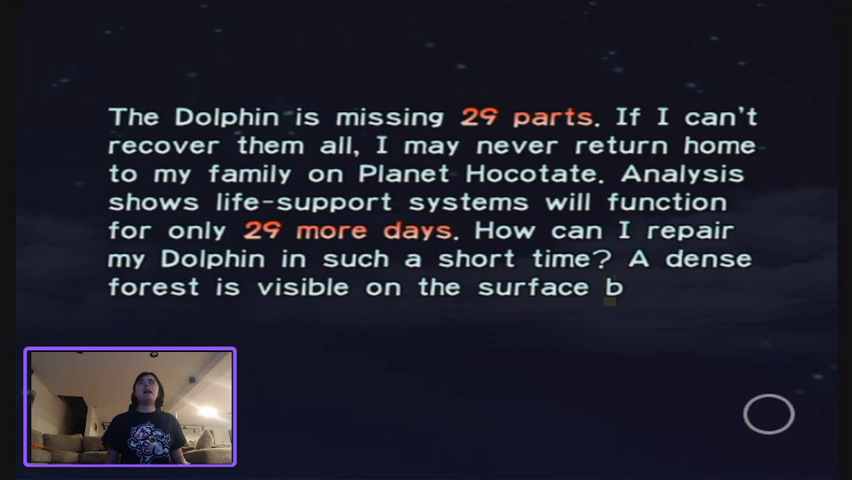 The Dolphin is missing 29 parts. If I can't
recover them all, I may never return home
to my family on Planet Hocotate. Analysis
shows life-support systems will function
for only 29 more days. How can I repair
my Dolphin in such a short time? A dense
forest is visible on the surface b